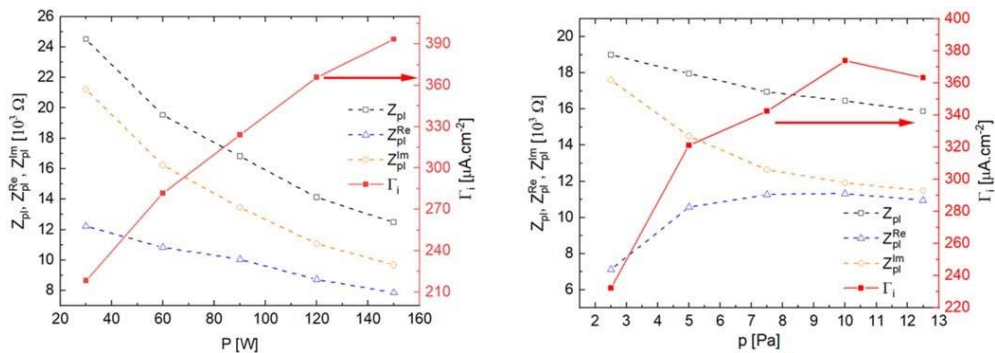 26
24
22
20
18
16
14
12
10
8
Z_pl, Z_pl^Re, Z_pl^Im [10^3 Ω]
20 40 60 80 100 120 140 160
P [W]
390
360
330
300
270
240
210
Γ_i [µA.cm^-2]
Z_pl
Z_pl^Re
Z_pl^Im
Γ_i
20
18
16
14
12
10
8
6
Z_pl, Z_pl^Re, Z_pl^Im [10^3 Ω]
2 3 4 5 6 7 8 9 10 11 12 13
p [Pa]
400
380
360
340
320
300
280
260
240
220
Γ_i [µA.cm^-2]
Z_pl
Z_pl^Re
Z_pl^Im
Γ_i